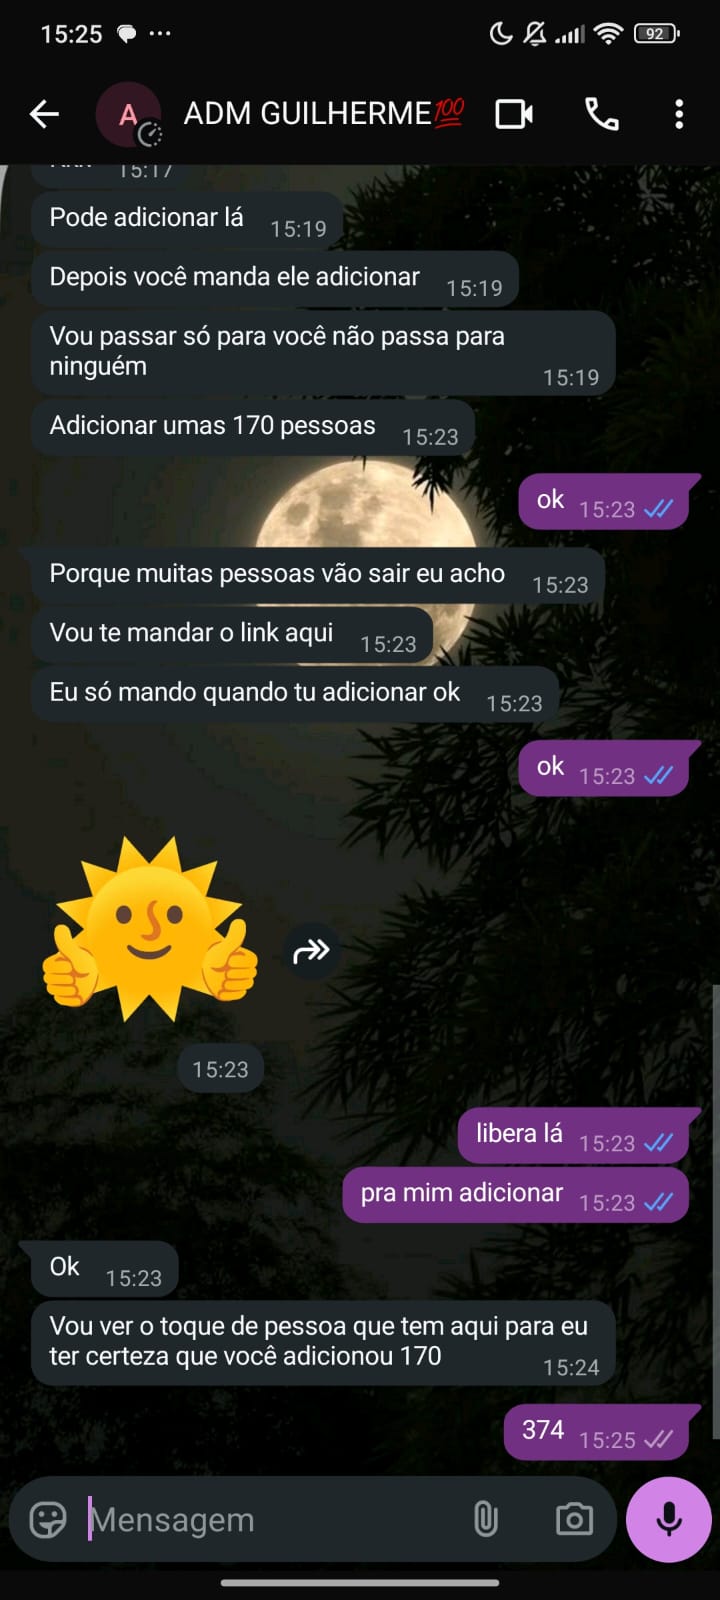 15:25
92
A
ADM GUILHERME💯
15:17
Pode adicionar lá 15:19
Depois você manda ele adicionar 15:19
Vou passar só para você não passa para
ninguém 15:19
Adicionar umas 170 pessoas 15:23
ok 15:23
Porque muitas pessoas vão sair eu acho 15:23
Vou te mandar o link aqui 15:23
Eu só mando quando tu adicionar ok 15:23
ok 15:23
15:23
libera lá 15:23
pra mim adicionar 15:23
Ok 15:23
Vou ver o toque de pessoa que tem aqui para eu
ter certeza que você adicionou 170 15:24
374 15:25
Mensagem